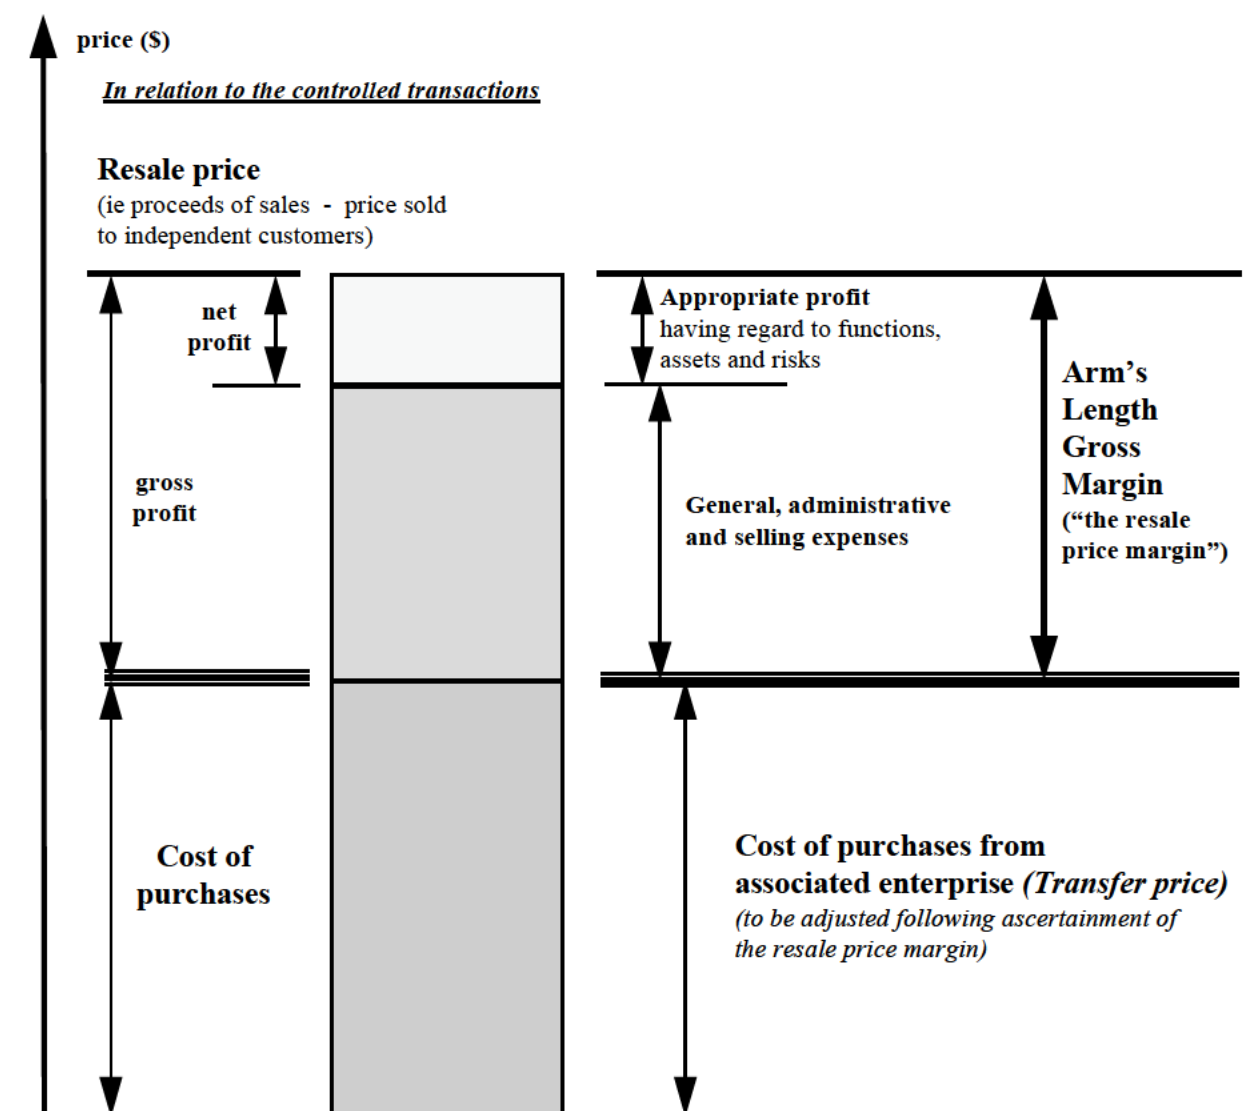 price ($)
In relation to the controlled transactions
Resale price
(ie proceeds of sales - price sold
to independent customers)
net
profit
Appropriate profit
having regard to functions,
assets and risks
Arm’s
Length
Gross
Margin
(“the resale
price margin”)
gross
profit
General, administrative
and selling expenses
Cost of
purchases
Cost of purchases from
associated enterprise (Transfer price)
(to be adjusted following ascertainment of
the resale price margin)